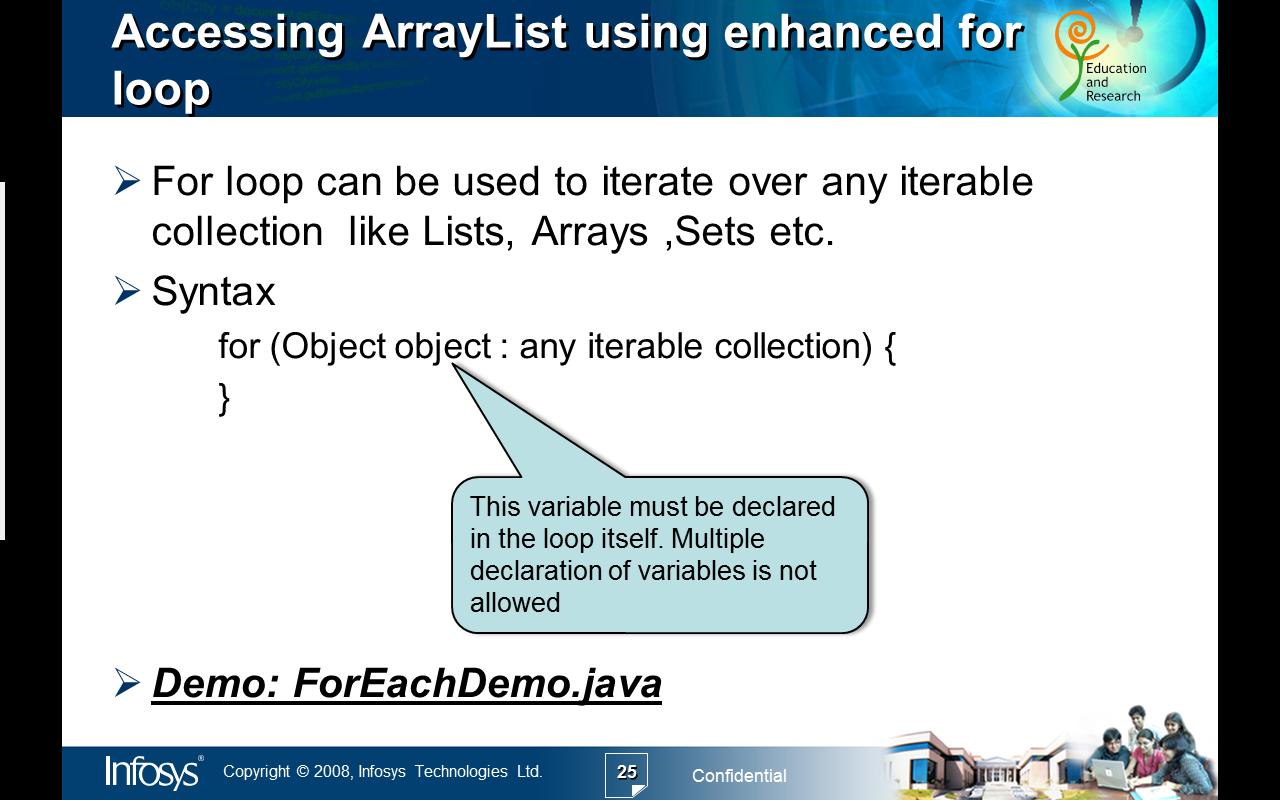 Accessing ArrayList using enhanced for
loop
Education
and
Research
➢ For loop can be used to iterate over any iterable
collection like Lists, Arrays ,Sets etc.
➢ Syntax
for (Object object : any iterable collection) {
}
This variable must be declared
in the loop itself. Multiple
declaration of variables is not
allowed
➢ Demo: ForEachDemo.java
Infosys®
Copyright © 2008, Infosys Technologies Ltd.
25
Confidential